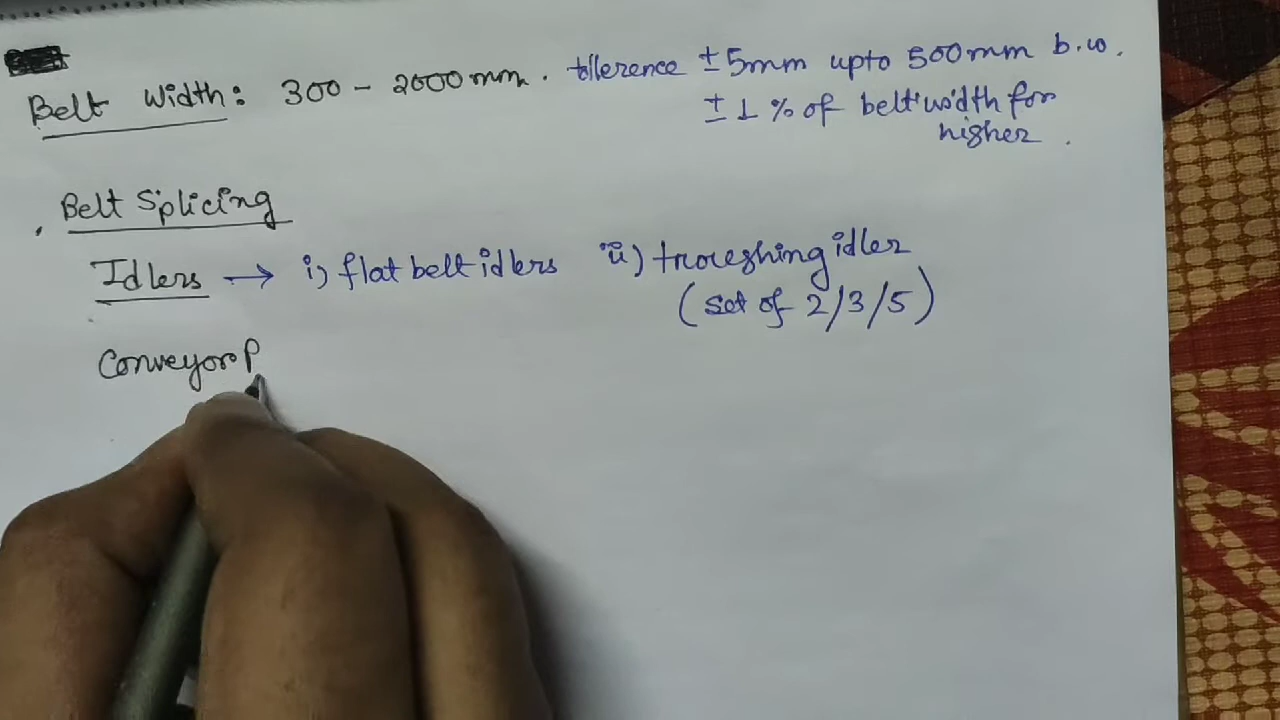 Belt Width: 300 - 2000 mm. tollerence ±5mm upto 500mm b.w.
±1% of belt width for
higher.
Belt Splicing
Idlers → i) flat belt idlers ii) troughing idler
(set of 2/3/5)
Conveyor P